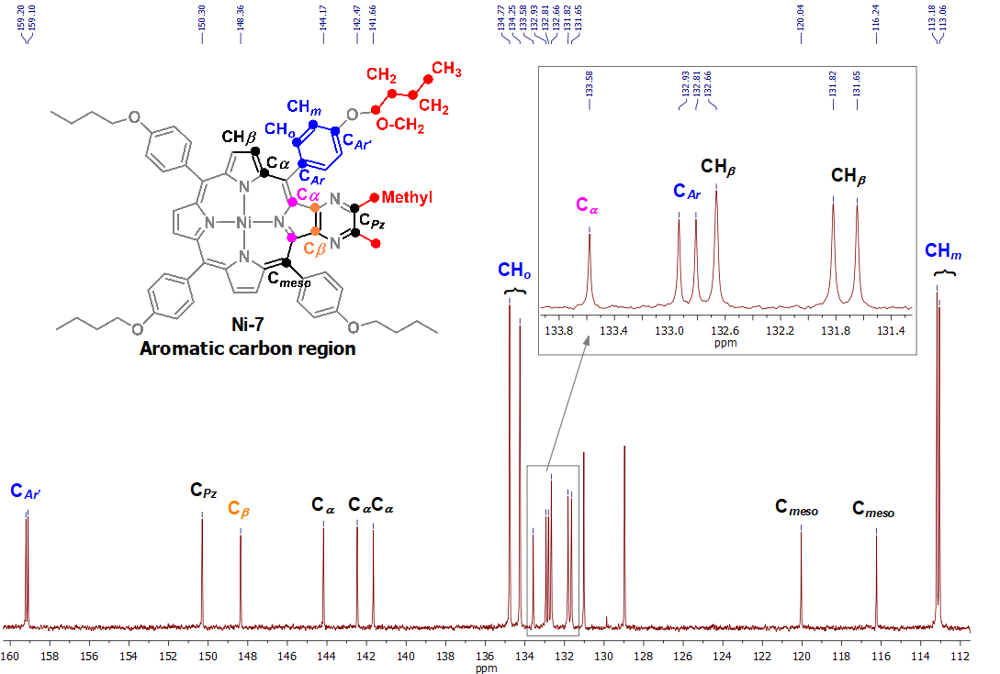 159.20
159.10
150.30
148.36
144.17
142.47
141.66
134.77
134.25
133.58
132.93
132.81
132.66
131.82
131.65
120.04
116.24
113.18
113.06
CH2
CH3
CHm
O
CH2
O-CH2
CHo
CAr'
CHβ
Cα
CAr
O
N
Cα
N
Methyl
N
Ni
N
CPz
N
Cβ
N
Cmeso
O
O
Ni-7
Aromatic carbon region
133.58
132.93
132.81
132.66
131.82
131.65
Cα
CAr
CHβ
CHβ
133.8 133.4 133.0 132.6 132.2 131.8 131.4
ppm
CAr'
CPz
Cβ
Cα
CαCα
CHo
Cmeso
Cmeso
CHm
160 158 156 154 152 150 148 146 144 142 140 138 136 134 132 130 128 126 124 122 120 118 116 114 112
ppm